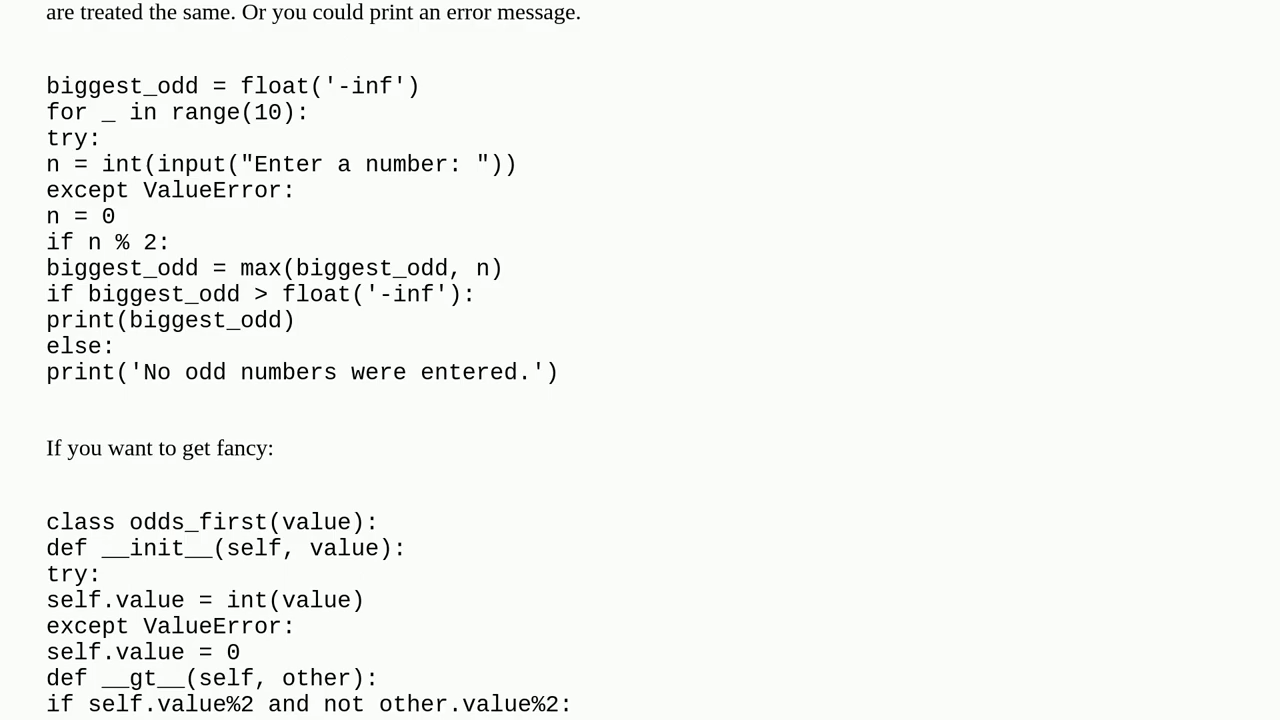 are treated the same. Or you could print an error message.
biggest_odd = float('-inf')
for _ in range(10):
try:
n = int(input("Enter a number: "))
except ValueError:
n = 0
if n % 2:
biggest_odd = max(biggest_odd, n)
if biggest_odd > float('-inf'):
print(biggest_odd)
else:
print('No odd numbers were entered.')
If you want to get fancy:
class odds_first(value):
def __init__(self, value):
try:
self.value = int(value)
except ValueError:
self.value = 0
def __gt__(self, other):
if self.value%2 and not other.value%2: